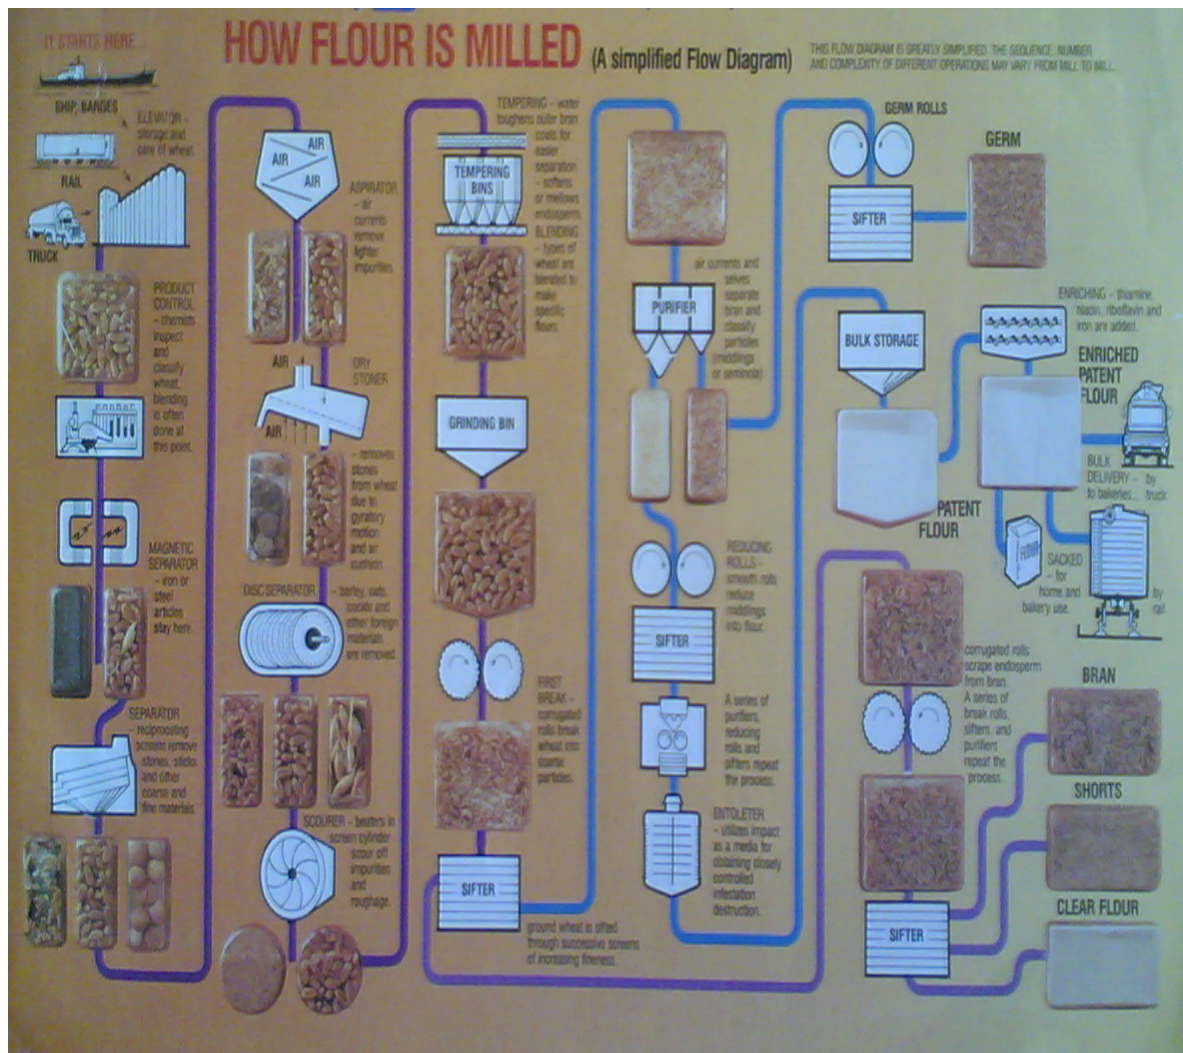 IT STARTS HERE...
HOW FLOUR IS MILLED
(A simplified Flow Diagram)
THIS FLOW DIAGRAM IS GREATLY SIMPLIFIED. THE SEQUENCE, NUMBER
AND COMPLEXITY OF DIFFERENT OPERATIONS MAY VARY FROM MILL TO MILL.
SHIP, BARGES
ELEVATOR –
storage and
care of wheat.
RAIL
TRUCK
PRODUCT
CONTROL
– chemists
inspect
and
classify
wheat,
blending
is often
done at
this point.
MAGNETIC
SEPARATOR
– iron or
steel
articles
stay here.
SEPARATOR
– reciprocating
screen remove
stones, sticks
and other
coarse and
fine materials.
AIR
AIR
AIR
ASPIRATOR
– air
currents
remove
lighter
impurities.
AIR
DRY
STONER
AIR
– removes
stones
from wheat
due to
gyratory
motion
and air
cushion.
DISC SEPARATOR
– barley, oats,
cockle and
other foreign
materials
are removed.
SCOURER – beaters in
screen cylinder
scour off
impurities
and
roughage.
TEMPERING – water
toughens outer bran
coats for
easier
separation
– softens
or mellows
endosperm.
TEMPERING
BINS
BLENDING
– types of
wheat are
blended to
make
specific
flours.
GRINDING BIN
FIRST
BREAK –
corrugated
rolls break
wheat into
coarse
particles.
SIFTER
ground wheat is sifted
through successive screens
of increasing fineness.
air currents and
seives
separate
bran and
classify
particles
(middlings
or semolina).
PURIFIER
REDUCING
ROLLS –
smooth rolls
reduce
middlings
into flour.
SIFTER
A series of
purifiers,
reducing
rolls and
sifters repeat
the process.
ENTOLETER
– utilizes impact
as a media for
obtaining closely
controlled
infestation
destruction.
GERM ROLLS
GERM
SIFTER
BULK STORAGE
ENRICHING – thiamine,
niacin, riboflavin and
iron are added.
ENRICHED
PATENT
FLOUR
PATENT
FLOUR
BULK
DELIVERY – by
to bakeries... truck
FLOUR
SACKED
– for
home and
bakery use.
by
rail
corrugated rolls
scrape endosperm
from bran.
A series of
break rolls,
sifters, and
purifiers
repeat the
process.
SIFTER
BRAN
SHORTS
CLEAR FLOUR